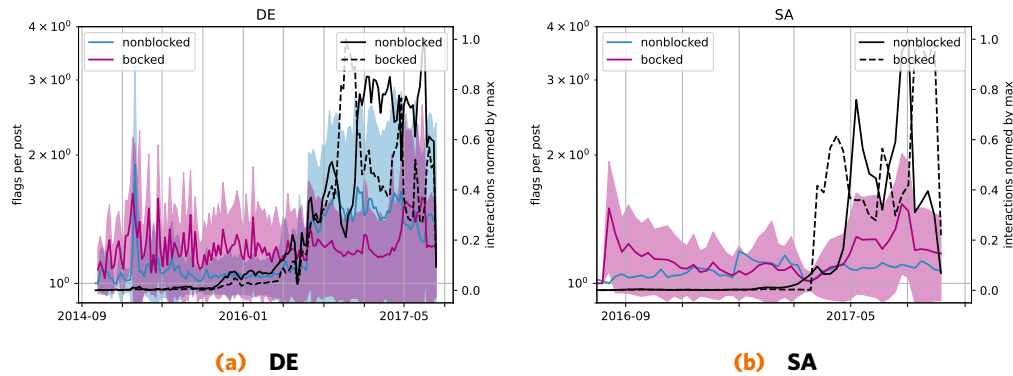 DE
4 × 10⁰
3 × 10⁰
2 × 10⁰
10⁰
flags per post
nonblocked
bocked
nonblocked
bocked
1.0
0.8
0.6
0.4
0.2
0.0
interactions normed by max
2014-09
2016-01
2017-05
(a) DE
SA
4 × 10⁰
3 × 10⁰
2 × 10⁰
10⁰
flags per post
nonblocked
bocked
nonblocked
bocked
1.0
0.8
0.6
0.4
0.2
0.0
interactions normed by max
2016-09
2017-05
(b) SA